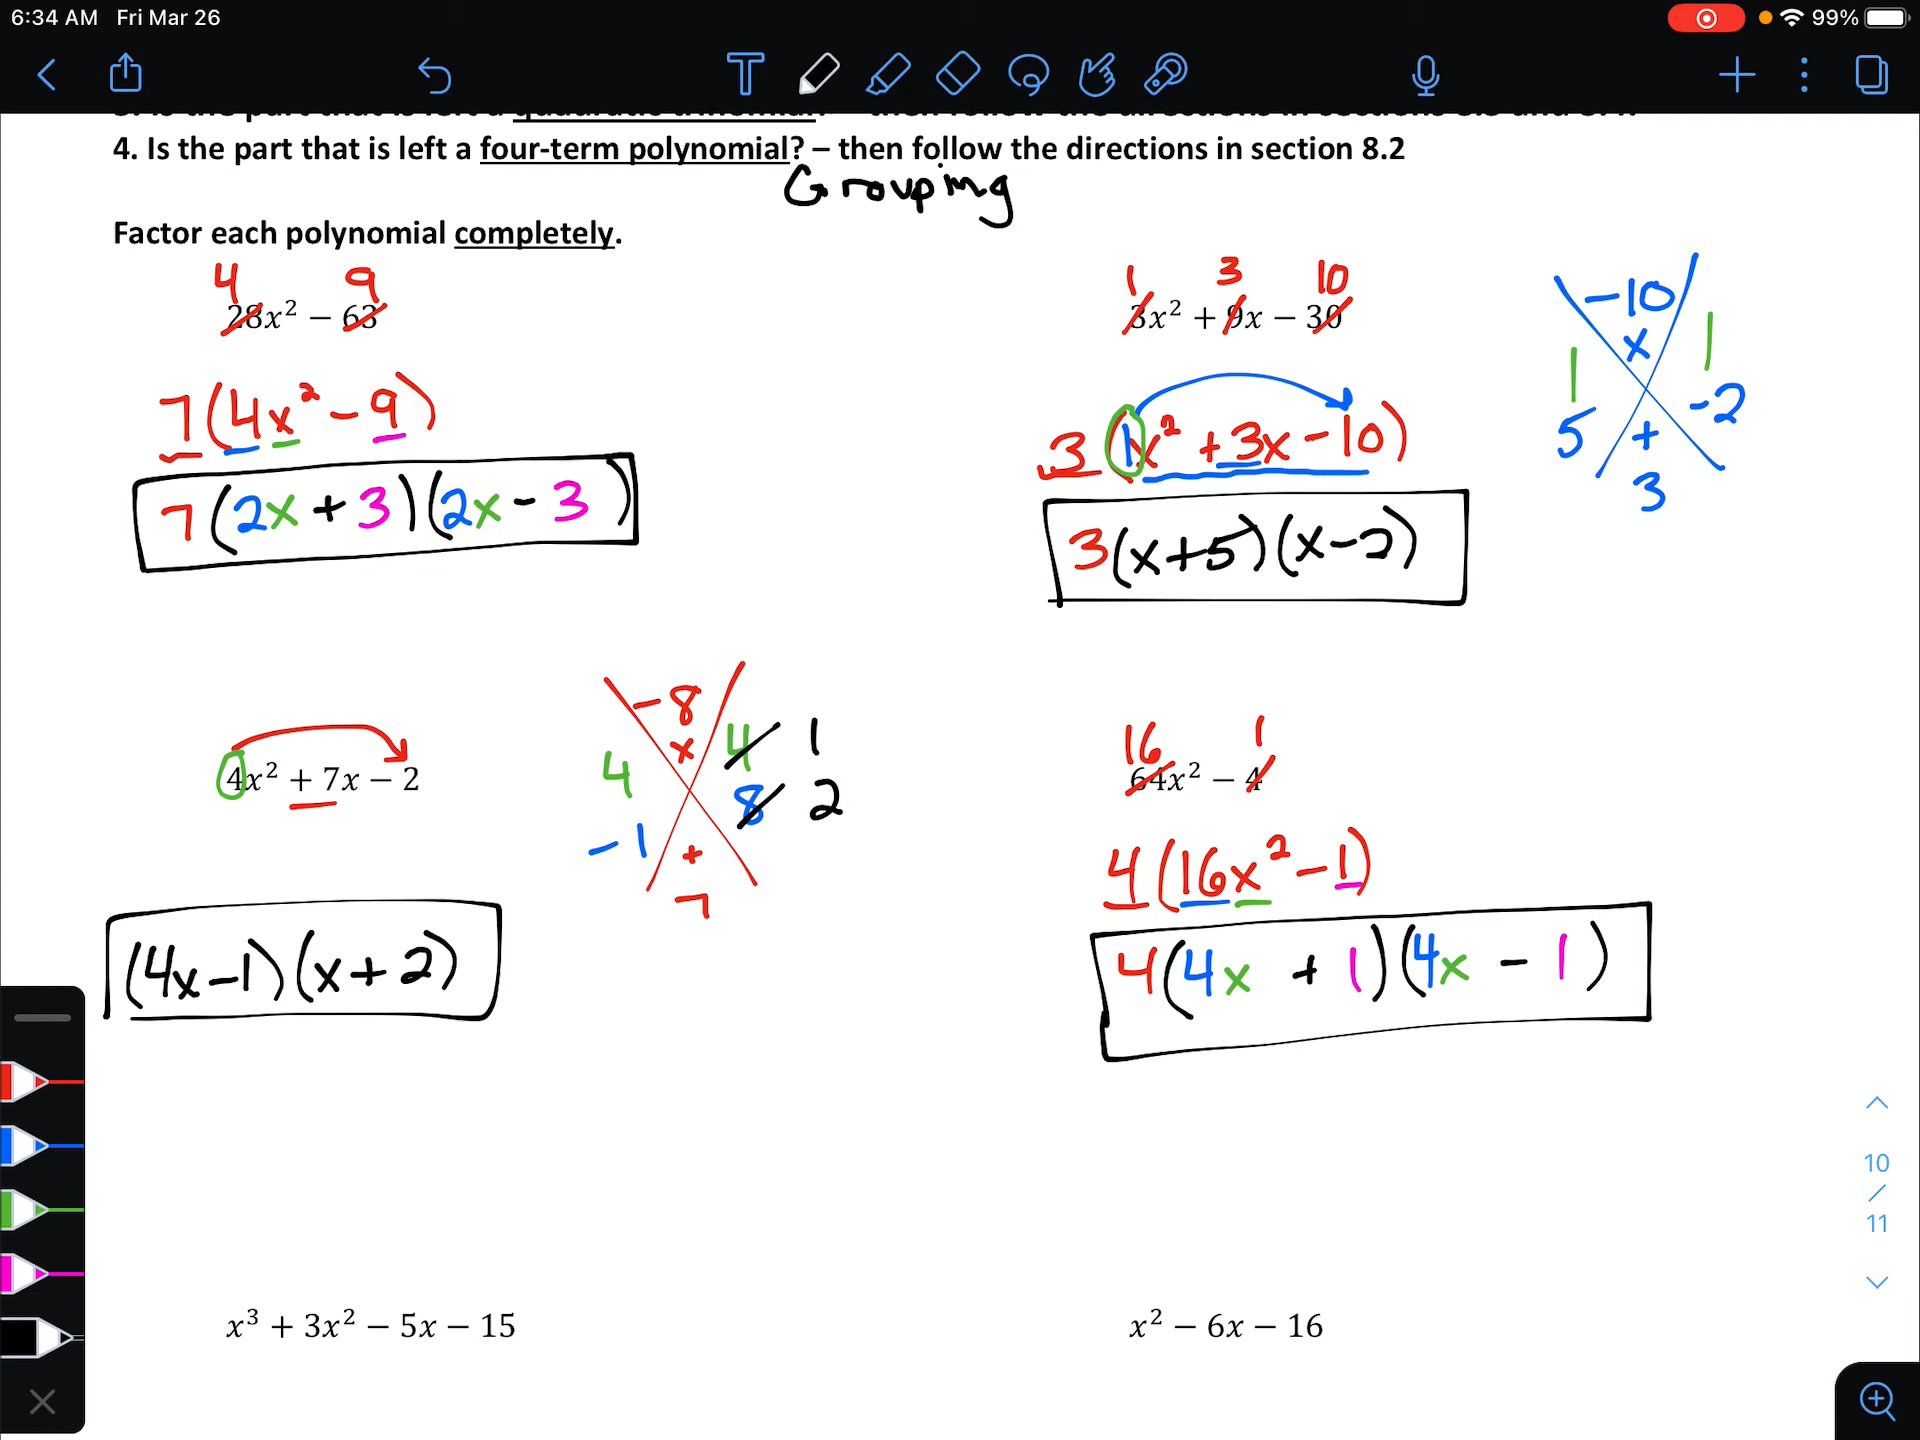 6:34 AM Fri Mar 26
99%
4. Is the part that is left a four-term polynomial? – then follow the directions in section 8.2
Grouping
Factor each polynomial completely.
4 9
28x² − 63
7(4x² − 9)
7(2x + 3)(2x − 3)
1 3 10
3x² + 9x − 30
3(1x² + 3x − 10)
3(x+5)(x−2)
−10
x
1 1
5 + −2
3
4x² + 7x − 2
−8
x
4 4 1
−1 8 2
+
7
(4x−1)(x+2)
16 1
64x² − 4
4(16x² − 1)
4(4x + 1)(4x − 1)
x³ + 3x² − 5x − 15
x² − 6x − 16
10
/
11